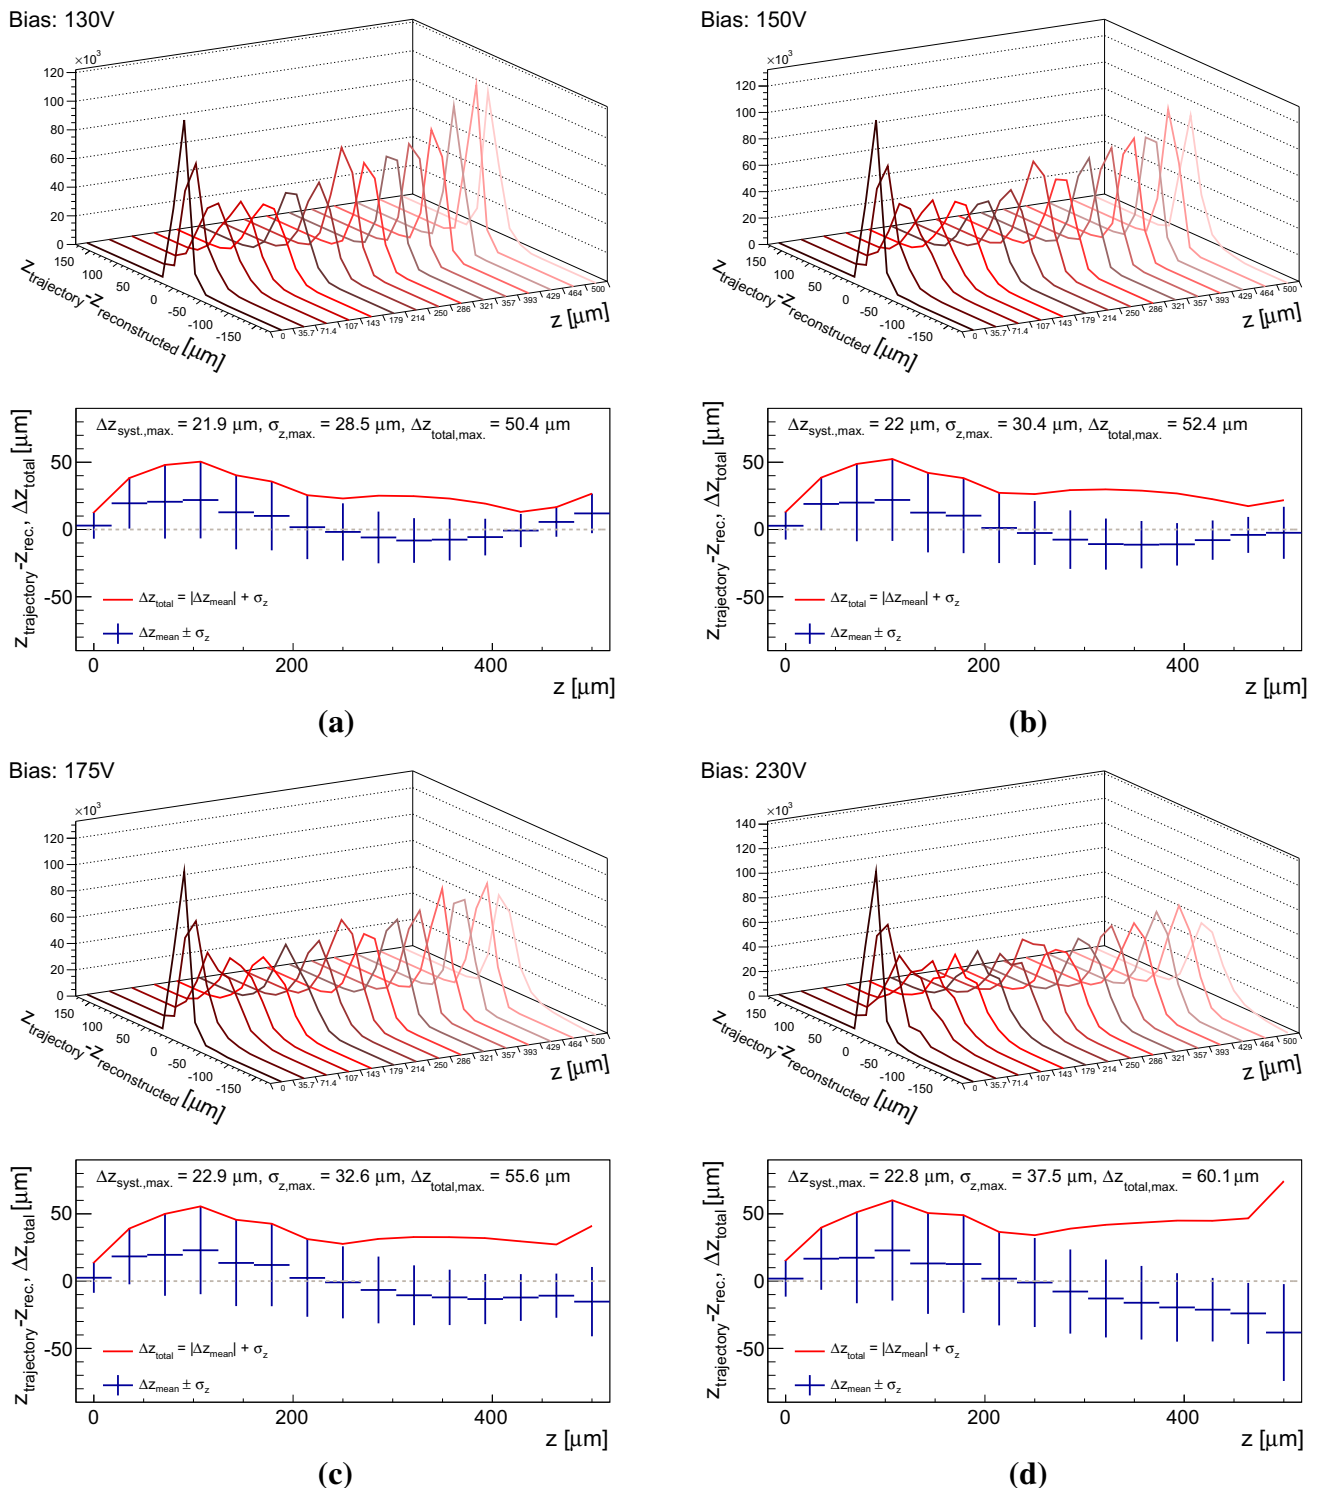 Bias: 130V
×10³
120
100
80
60
40
20
0
150
100
50
0
-50
-100
-150
z_trajectory-z_reconstructed [μm]
0 35.7 71.4 107 143 179 214 250 286 321 357 393 429 464 500
z [μm]
Δz_syst.,max. = 21.9 μm, σ_z,max. = 28.5 μm, Δz_total,max. = 50.4 μm
z_trajectory-z_rec., Δz_total [μm]
50
0
-50
Δz_total = |Δz_mean| + σ_z
Δz_mean ± σ_z
0 200 400
z [μm]
(a)
Bias: 150V
×10³
120
100
80
60
40
20
0
150
100
50
0
-50
-100
-150
z_trajectory-z_reconstructed [μm]
0 35.7 71.4 107 143 179 214 250 286 321 357 393 429 464 500
z [μm]
Δz_syst.,max. = 22 μm, σ_z,max. = 30.4 μm, Δz_total,max. = 52.4 μm
z_trajectory-z_rec., Δz_total [μm]
50
0
-50
Δz_total = |Δz_mean| + σ_z
Δz_mean ± σ_z
0 200 400
z [μm]
(b)
Bias: 175V
×10³
120
100
80
60
40
20
0
150
100
50
0
-50
-100
-150
z_trajectory-z_reconstructed [μm]
0 35.7 71.4 107 143 179 214 250 286 321 357 393 429 464 500
z [μm]
Δz_syst.,max. = 22.9 μm, σ_z,max. = 32.6 μm, Δz_total,max. = 55.6 μm
z_trajectory-z_rec., Δz_total [μm]
50
0
-50
Δz_total = |Δz_mean| + σ_z
Δz_mean ± σ_z
0 200 400
z [μm]
(c)
Bias: 230V
×10³
140
120
100
80
60
40
20
0
150
100
50
0
-50
-100
-150
z_trajectory-z_reconstructed [μm]
0 35.7 71.4 107 143 179 214 250 286 321 357 393 429 464 500
z [μm]
Δz_syst.,max. = 22.8 μm, σ_z,max. = 37.5 μm, Δz_total,max. = 60.1 μm
z_trajectory-z_rec., Δz_total [μm]
50
0
-50
Δz_total = |Δz_mean| + σ_z
Δz_mean ± σ_z
0 200 400
z [μm]
(d)